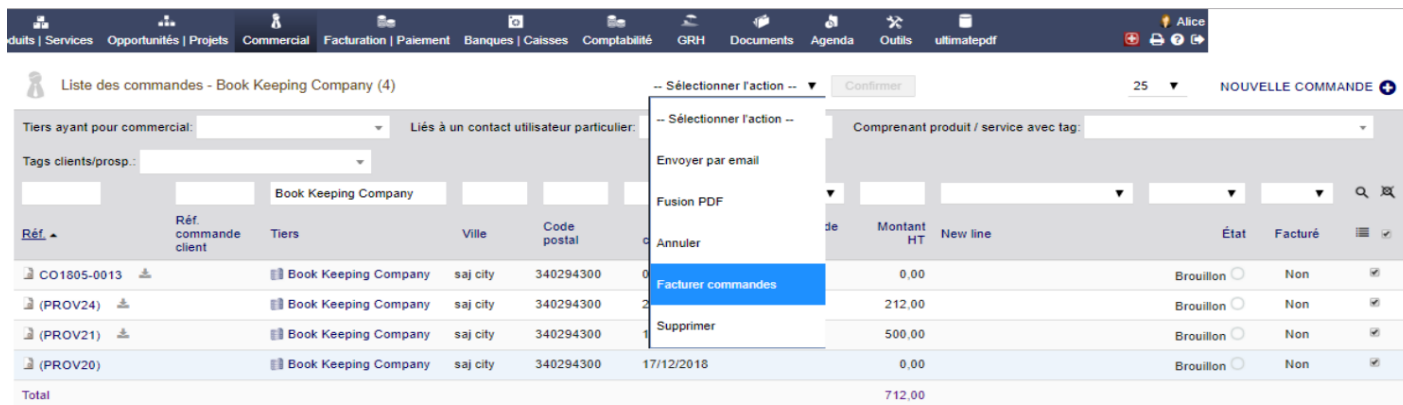 duits | Services Opportunités | Projets Commercial Facturation | Paiement Banques | Caisses Comptabilité GRH Documents Agenda Outils ultimatepdf Alice
Liste des commandes - Book Keeping Company (4) -- Sélectionner l'action -- Confirmer 25 NOUVELLE COMMANDE
Tiers ayant pour commercial: Liés à un contact utilisateur particulier: -- Sélectionner l'action -- Comprenant produit / service avec tag:
Tags clients/prosp.: Envoyer par email
Book Keeping Company Fusion PDF
Réf. Réf. commande client Tiers Ville Code postal Annuler de Montant HT New line État Facturé
CO1805-0013 Book Keeping Company saj city 340294300 0 0,00 Brouillon Non
Facturer commandes
(PROV24) Book Keeping Company saj city 340294300 2 212,00 Brouillon Non
(PROV21) Book Keeping Company saj city 340294300 1 Supprimer 500,00 Brouillon Non
(PROV20) Book Keeping Company saj city 340294300 17/12/2018 0,00 Brouillon Non
Total 712,00